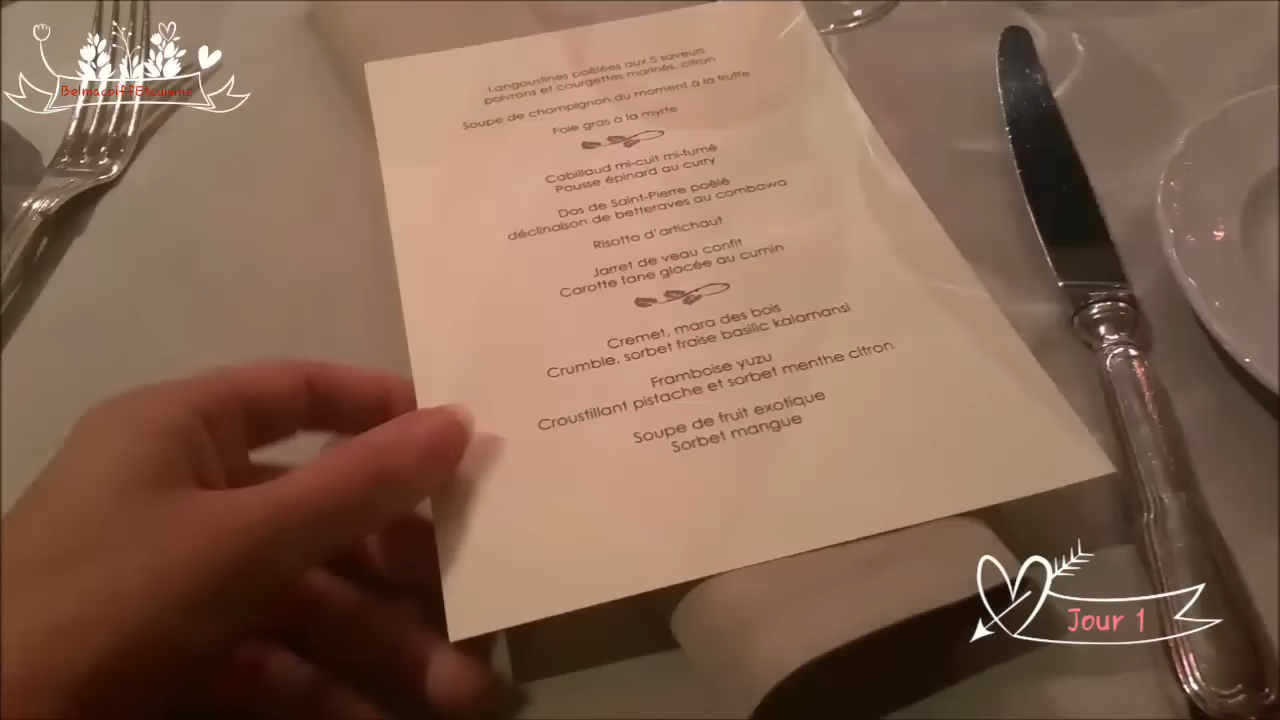 BelmacoiffEtcuisine
Langoustines poêlées aux 5 saveurs
poivrons et courgettes marinés, citron
Soupe de champignon du moment à la truffe
Foie gras à la myrte
Cabillaud mi-cuit mi-fumé
Pousse épinard au curry
Dos de Saint-Pierre poêlé
déclinaison de betteraves au combawa
Risotto d'artichaut
Jarret de veau confit
Carotte fane glacée au cumin
Cremet, mara des bois
Crumble, sorbet fraise basilic kalamansi
Framboise yuzu
Croustillant pistache et sorbet menthe citron
Soupe de fruit exotique
Sorbet mangue
Jour 1